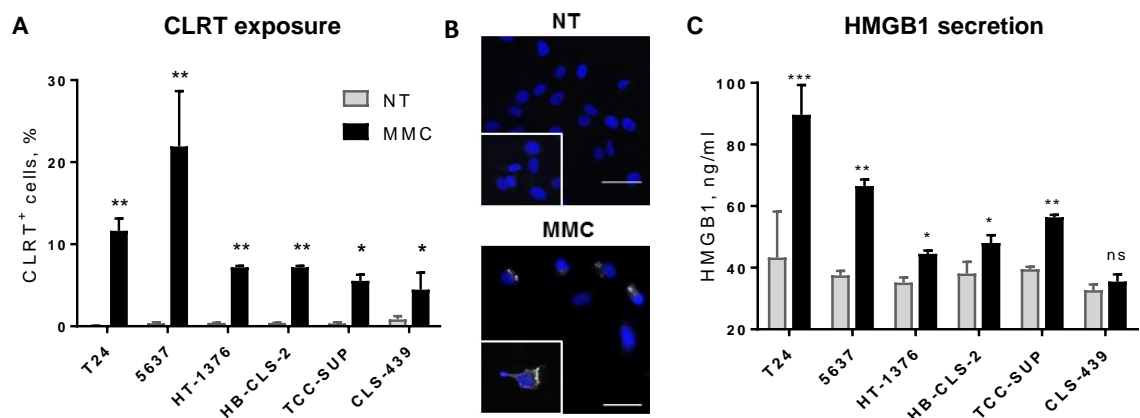 A
CLRT exposure
30
20
10
0
CLRT+ cells, %
**
**
**
**
*
*
NT
MMC
T24
5637
HT-1376
HB-CLS-2
TCC-SUP
CLS-439
B
NT
MMC
C
HMGB1 secretion
100
80
60
40
20
HMGB1, ng/ml
***
**
*
*
**
ns
T24
5637
HT-1376
HB-CLS-2
TCC-SUP
CLS-439